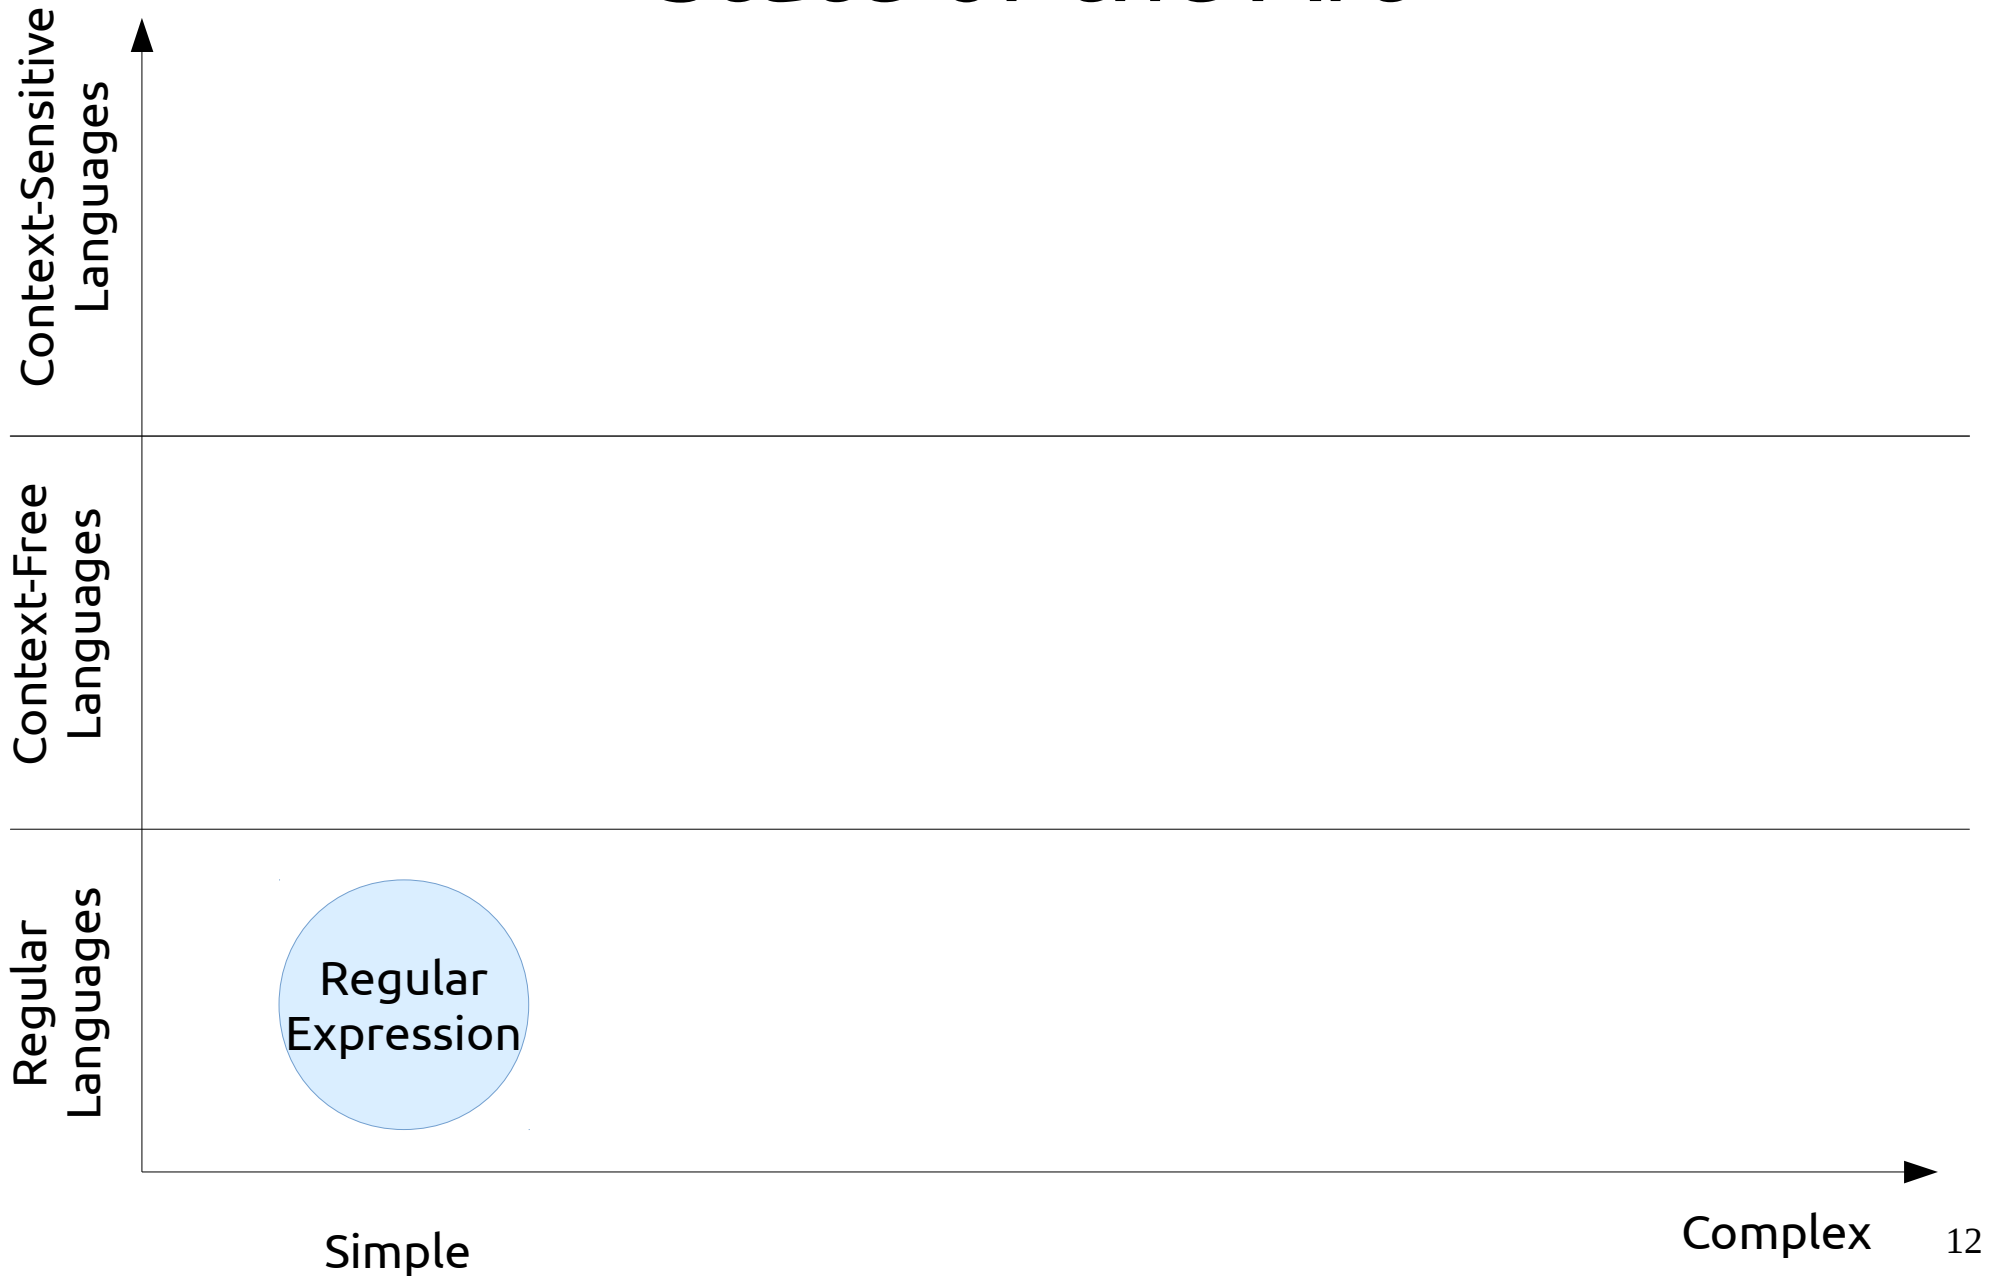 Context-Sensitive
Languages
Context-Free
Languages
Regular
Languages
Regular
Expression
Simple
Complex
12